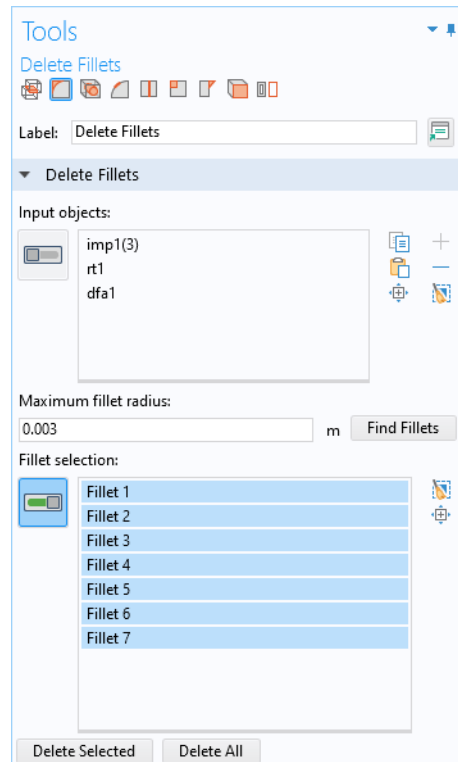 Tools
Delete Fillets
Label: Delete Fillets
Delete Fillets
Input objects:
imp1(3)
rt1
dfa1
Maximum fillet radius:
0.003 m Find Fillets
Fillet selection:
Fillet 1
Fillet 2
Fillet 3
Fillet 4
Fillet 5
Fillet 6
Fillet 7
Delete Selected Delete All